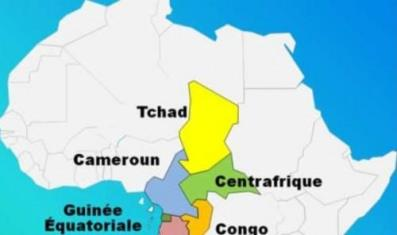 Tchad
Cameroun
Centrafrique
Guinée
Équatoriale
Congo